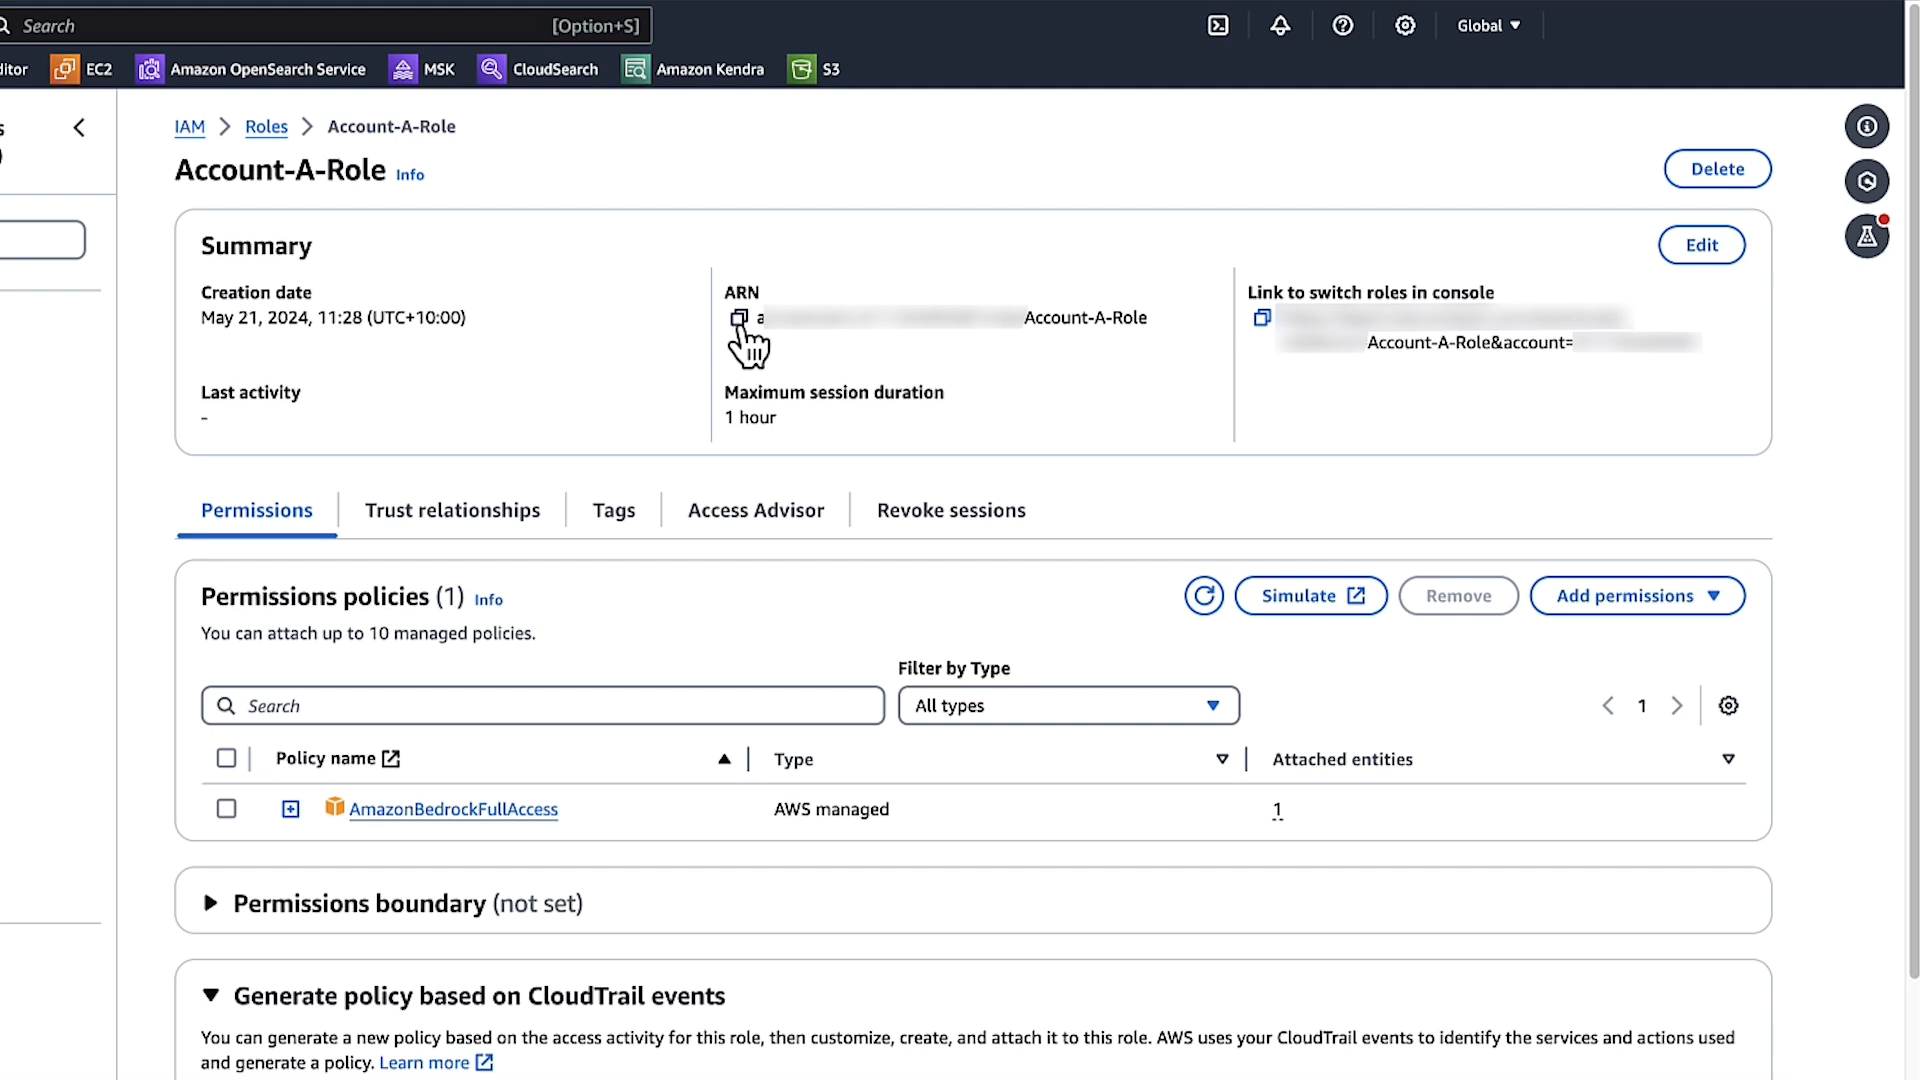 Search [Option+S] Global
EC2 Amazon OpenSearch Service MSK CloudSearch Amazon Kendra S3
IAM Roles Account-A-Role
Account-A-Role Info Delete
Summary Edit
Creation date
May 21, 2024, 11:28 (UTC+10:00)
ARN
Account-A-Role
Link to switch roles in console
Account-A-Role&account=
Last activity
-
Maximum session duration
1 hour
Permissions Trust relationships Tags Access Advisor Revoke sessions
Permissions policies (1) Info Simulate Remove Add permissions
You can attach up to 10 managed policies.
Filter by Type
Search All types 1
Policy name Type Attached entities
AmazonBedrockFullAccess AWS managed 1
Permissions boundary (not set)
Generate policy based on CloudTrail events
You can generate a new policy based on the access activity for this role, then customize, create, and attach it to this role. AWS uses your CloudTrail events to identify the services and actions used
and generate a policy. Learn more